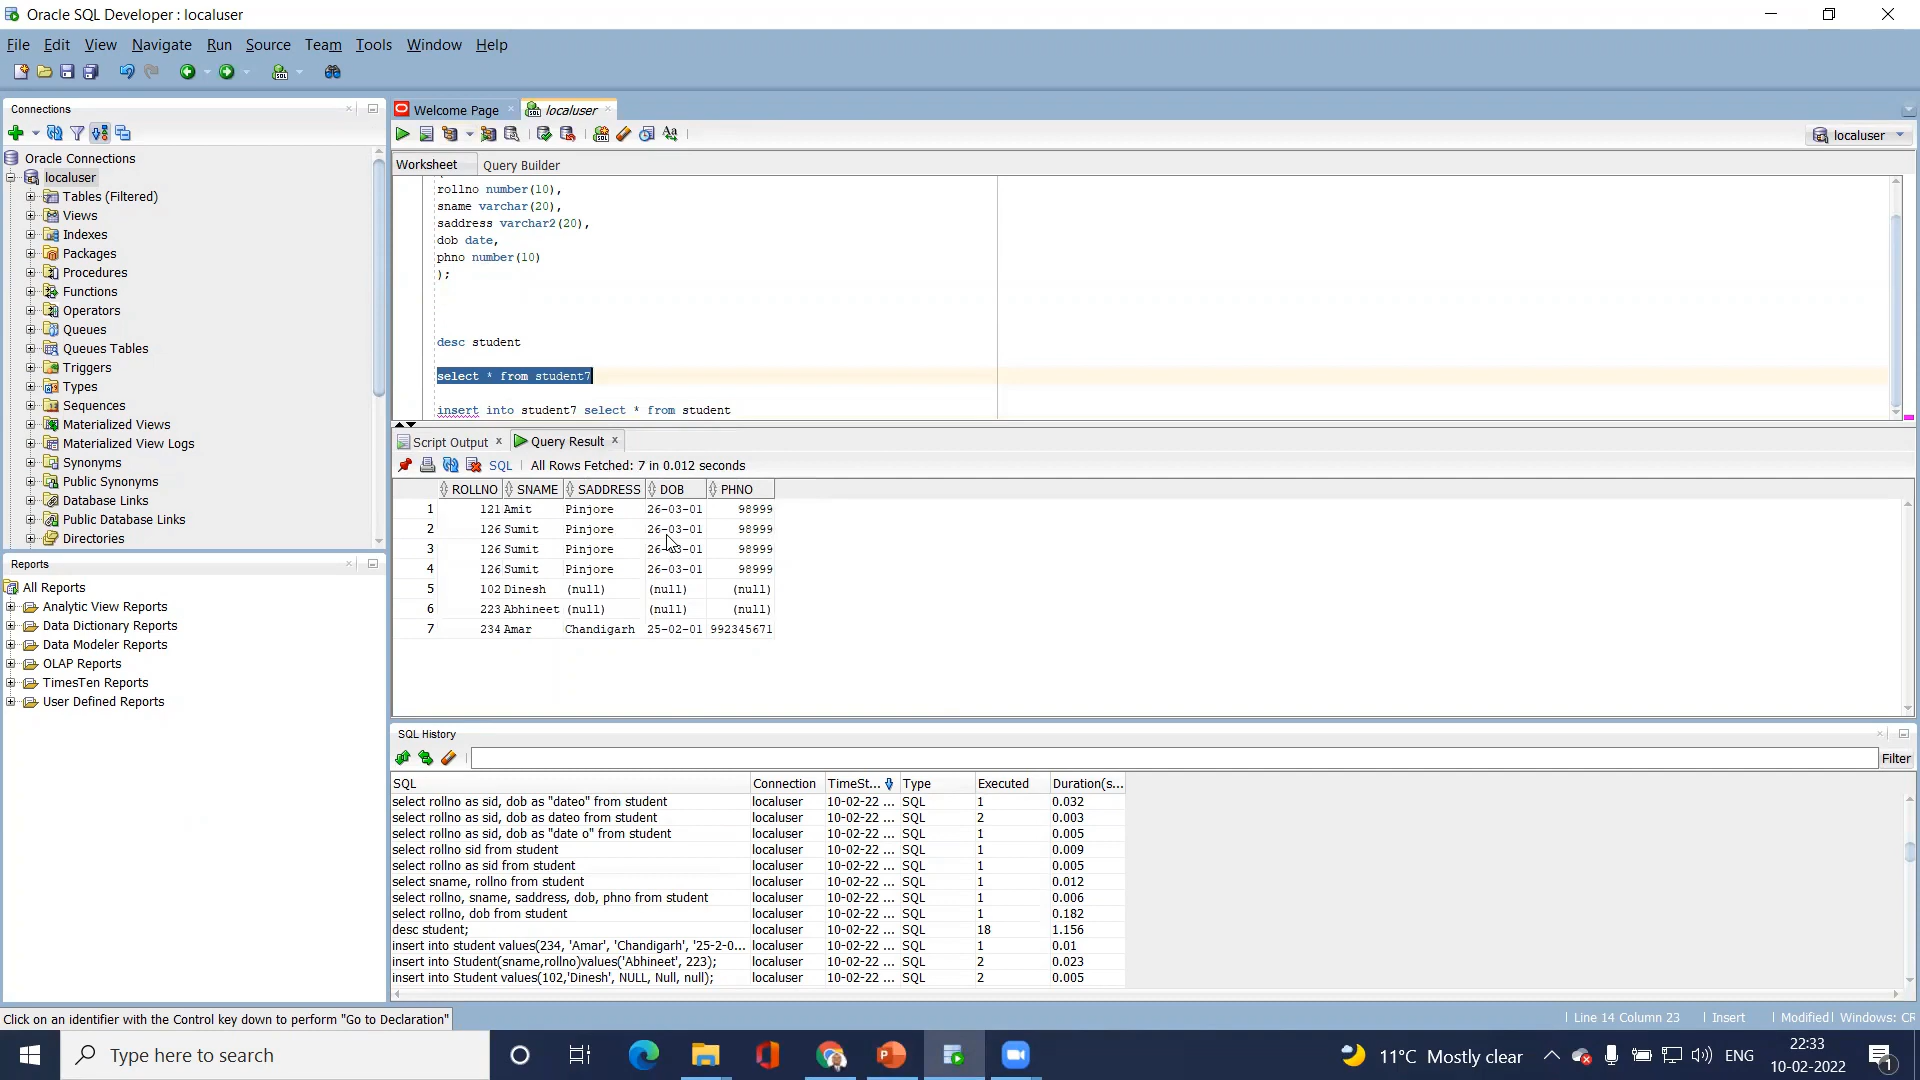 Oracle SQL Developer : localuser
File Edit View Navigate Run Source Team Tools Window Help
Connections
Welcome Page
localuser
localuser
Worksheet Query Builder
Oracle Connections
localuser
Tables (Filtered)
Views
Indexes
Packages
Procedures
Functions
Operators
Queues
Queues Tables
Triggers
Types
Sequences
Materialized Views
Materialized View Logs
Synonyms
Public Synonyms
Database Links
Public Database Links
Directories
rollno number(10),
sname varchar(20),
saddress varchar2(20),
dob date,
phno number(10)
);
desc student
select * from student7
insert into student7 select * from student
Script Output Query Result
SQL All Rows Fetched: 7 in 0.012 seconds
ROLLNO SNAME SADDRESS DOB PHNO
1 121 Amit Pinjore 26-03-01 98999
2 126 Sumit Pinjore 26-03-01 98999
3 126 Sumit Pinjore 26-03-01 98999
4 126 Sumit Pinjore 26-03-01 98999
5 102 Dinesh (null) (null) (null)
6 223 Abhineet (null) (null) (null)
7 234 Amar Chandigarh 25-02-01 992345671
Reports
All Reports
Analytic View Reports
Data Dictionary Reports
Data Modeler Reports
OLAP Reports
TimesTen Reports
User Defined Reports
SQL History
Filter
SQL Connection TimeSt... Type Executed Duration(s...
select rollno as sid, dob as "dateo" from student localuser 10-02-22 ... SQL 1 0.032
select rollno as sid, dob as dateo from student localuser 10-02-22 ... SQL 2 0.003
select rollno as sid, dob as "date o" from student localuser 10-02-22 ... SQL 1 0.005
select rollno sid from student localuser 10-02-22 ... SQL 1 0.009
select rollno as sid from student localuser 10-02-22 ... SQL 1 0.005
select sname, rollno from student localuser 10-02-22 ... SQL 1 0.012
select rollno, sname, saddress, dob, phno from student localuser 10-02-22 ... SQL 1 0.006
select rollno, dob from student localuser 10-02-22 ... SQL 1 0.182
desc student; localuser 10-02-22 ... SQL 18 1.156
insert into student values(234, 'Amar', 'Chandigarh', '25-2-0... localuser 10-02-22 ... SQL 1 0.01
insert into Student(sname,rollno)values('Abhineet', 223); localuser 10-02-22 ... SQL 2 0.023
insert into Student values(102,'Dinesh', NULL, Null, null); localuser 10-02-22 ... SQL 2 0.005
Click on an identifier with the Control key down to perform "Go to Declaration"
Line 14 Column 23 Insert Modified Windows: CR
Type here to search
11°C Mostly clear
ENG
22:33
10-02-2022
1